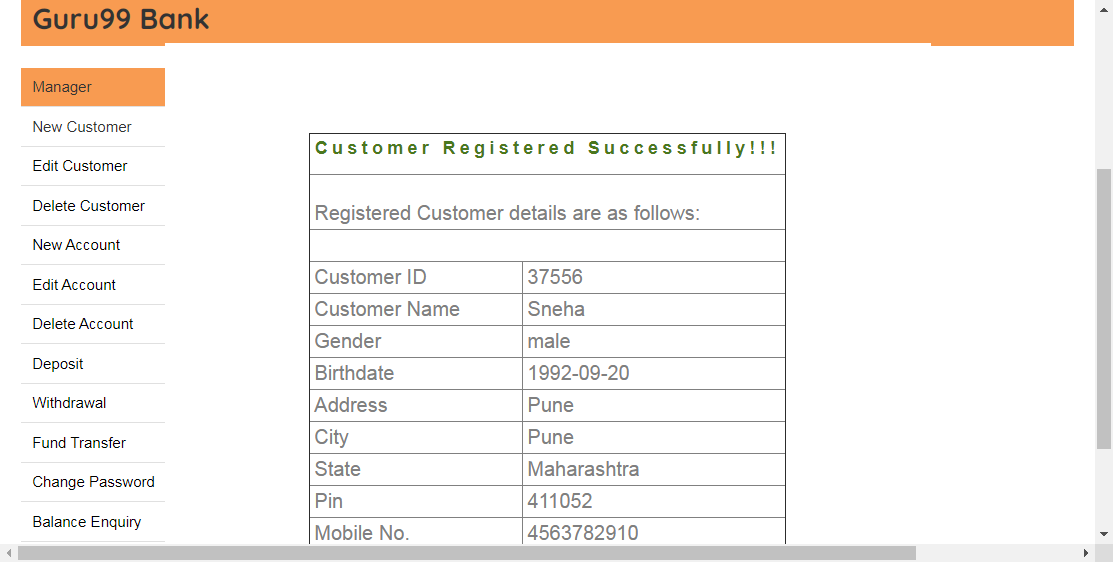 Guru99 Bank
Manager
New Customer
Edit Customer
Delete Customer
New Account
Edit Account
Delete Account
Deposit
Withdrawal
Fund Transfer
Change Password
Balance Enquiry
Customer Registered Successfully!!!
Registered Customer details are as follows:
Customer ID 37556
Customer Name Sneha
Gender male
Birthdate 1992-09-20
Address Pune
City Pune
State Maharashtra
Pin 411052
Mobile No. 4563782910